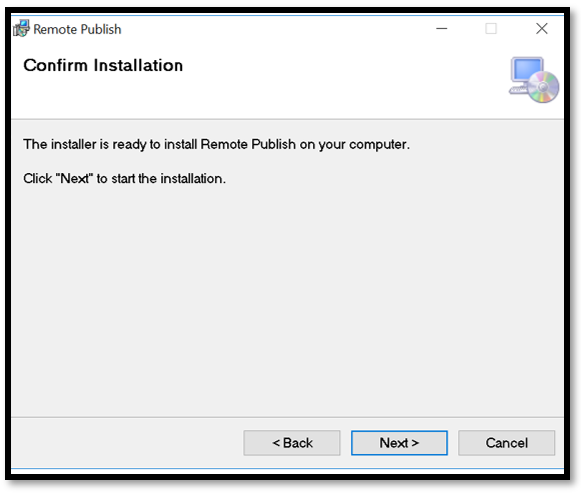 Remote Publish
Confirm Installation
The installer is ready to install Remote Publish on your computer.
Click "Next" to start the installation.
< Back
Next >
Cancel